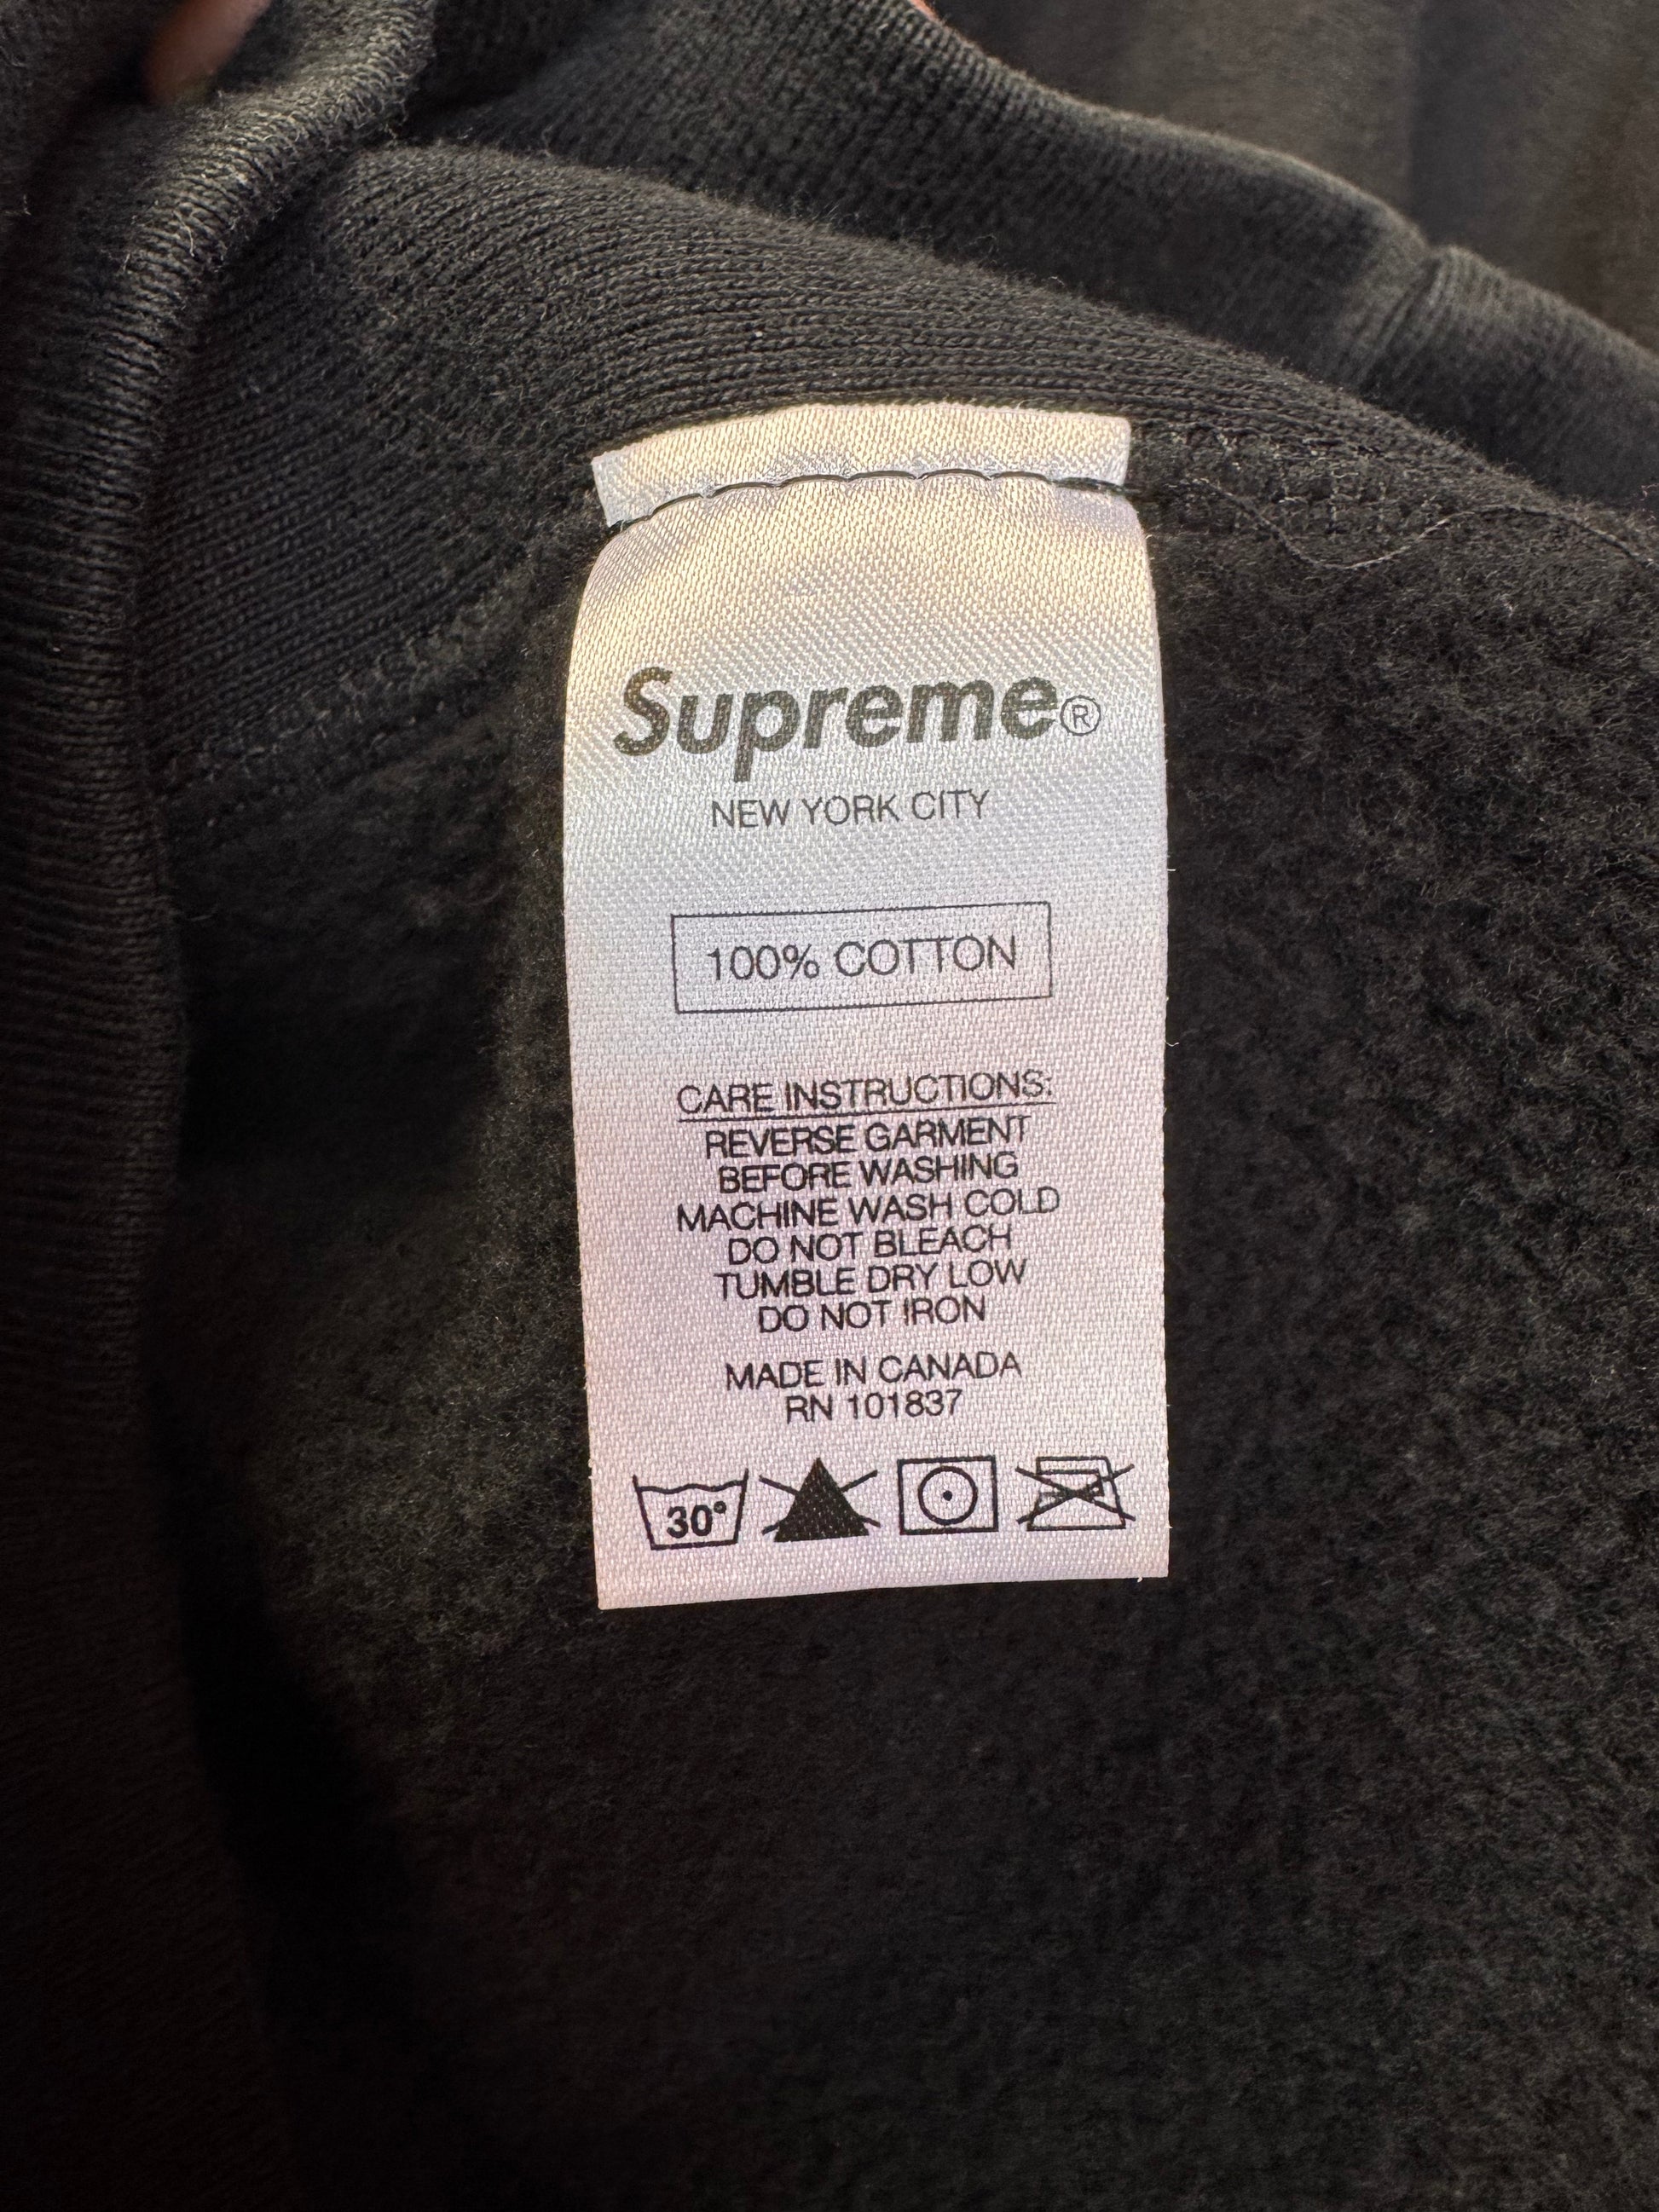 Supreme®
NEW YORK CITY
100% COTTON
CARE INSTRUCTIONS:
REVERSE GARMENT
BEFORE WASHING
MACHINE WASH COLD
DO NOT BLEACH
TUMBLE DRY LOW
DO NOT IRON
MADE IN CANADA
RN 101837
30°